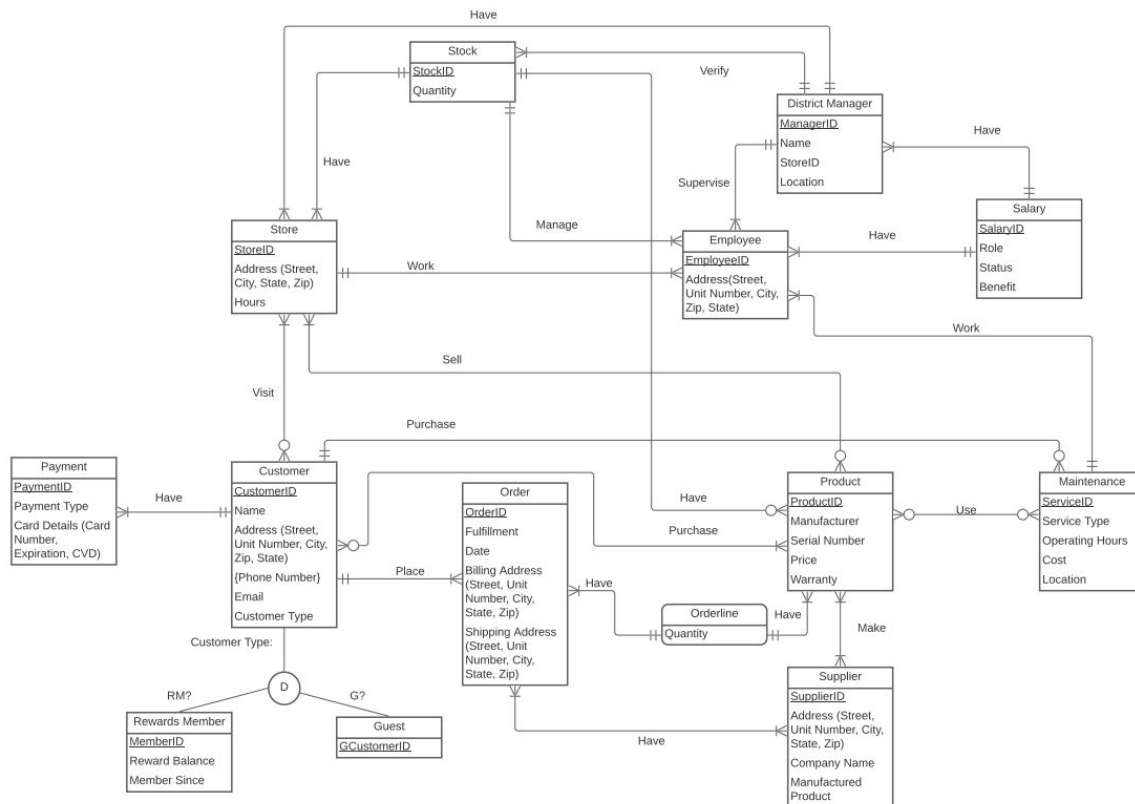 Have
Stock
StockID
Quantity
Verify
District Manager
ManagerID
Name
StoreID
Location
Have
Have
Supervise
Salary
SalaryID
Role
Status
Benefit
Store
StoreID
Address (Street,
City, State, Zip)
Hours
Manage
Employee
EmployeeID
Address(Street,
Unit Number, City,
Zip, State)
Have
Work
Work
Sell
Visit
Purchase
Payment
PaymentID
Payment Type
Card Details (Card
Number,
Expiration, CVD)
Have
Customer
CustomerID
Name
Address (Street,
Unit Number, City,
Zip, State)
{Phone Number}
Email
Customer Type
Order
OrderID
Fulfillment
Date
Billing Address
(Street, Unit
Number, City,
State, Zip)
Shipping Address
(Street, Unit
Number, City,
State, Zip)
Place
Have
Purchase
Product
ProductID
Manufacturer
Serial Number
Price
Warranty
Use
Maintenance
ServiceID
Service Type
Operating Hours
Cost
Location
Have
Orderline
Quantity
Have
Make
Customer Type:
D
RM?
G?
Rewards Member
MemberID
Reward Balance
Member Since
Guest
GCustomerID
Have
Supplier
SupplierID
Address (Street,
Unit Number, City,
State, Zip)
Company Name
Manufactured
Product